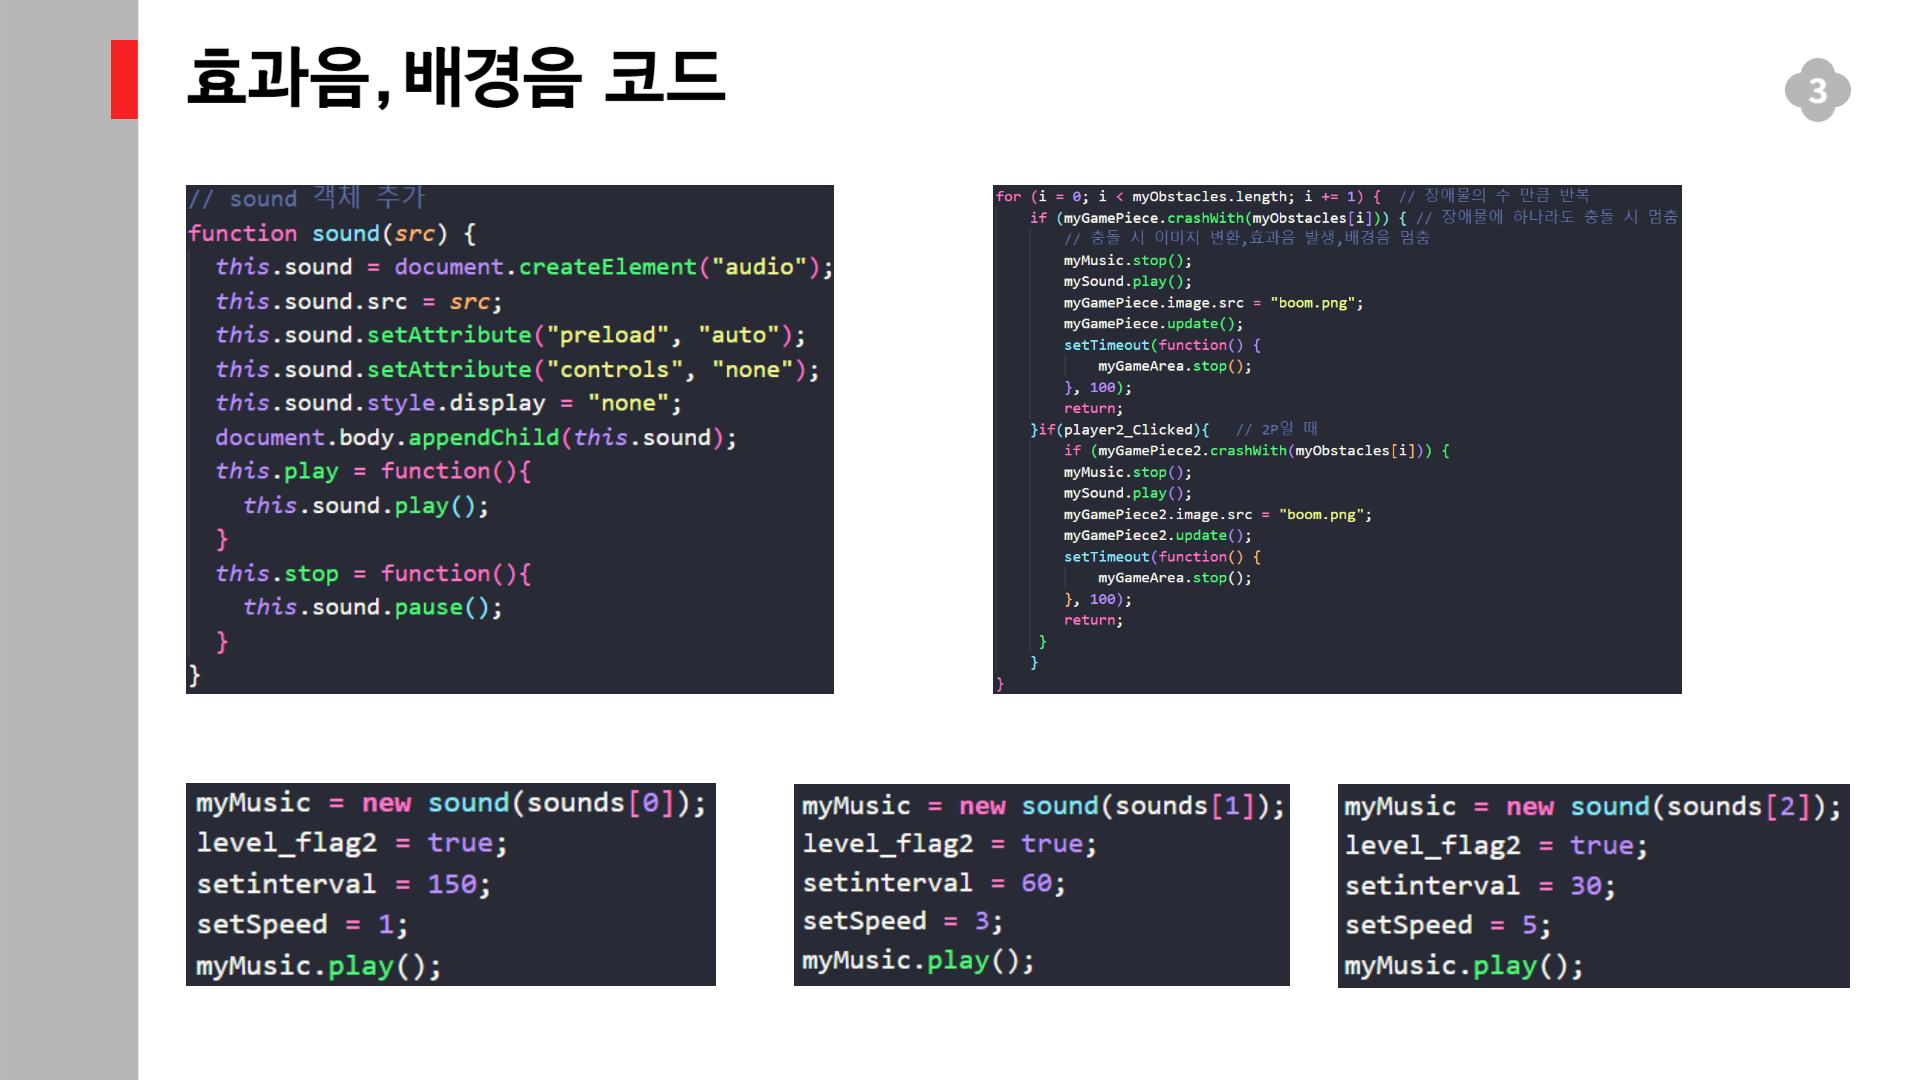 효과음, 배경음 코드
3
// sound 객체 추가
function sound(src) {
  this.sound = document.createElement("audio");
  this.sound.src = src;
  this.sound.setAttribute("preload", "auto");
  this.sound.setAttribute("controls", "none");
  this.sound.style.display = "none";
  document.body.appendChild(this.sound);
  this.play = function(){
    this.sound.play();
  }
  this.stop = function(){
    this.sound.pause();
  }
}
for (i = 0; i < myObstacles.length; i += 1) {  // 장애물의 수 만큼 반복
    if (myGamePiece.crashWith(myObstacles[i])) { // 장애물에 하나라도 충돌 시 멈춤
        // 충돌 시 이미지 변환,효과음 발생,배경음 멈춤
        myMusic.stop();
        mySound.play();
        myGamePiece.image.src = "boom.png";
        myGamePiece.update();
        setTimeout(function() {
            myGameArea.stop();
        }, 100);
        return;
    }if(player2_Clicked){   // 2P일 때
        if (myGamePiece2.crashWith(myObstacles[i])) {
        myMusic.stop();
        mySound.play();
        myGamePiece2.image.src = "boom.png";
        myGamePiece2.update();
        setTimeout(function() {
            myGameArea.stop();
        }, 100);
        return;
     }
    }
}
myMusic = new sound(sounds[0]);
level_flag2 = true;
setinterval = 150;
setSpeed = 1;
myMusic.play();
myMusic = new sound(sounds[1]);
level_flag2 = true;
setinterval = 60;
setSpeed = 3;
myMusic.play();
myMusic = new sound(sounds[2]);
level_flag2 = true;
setinterval = 30;
setSpeed = 5;
myMusic.play();